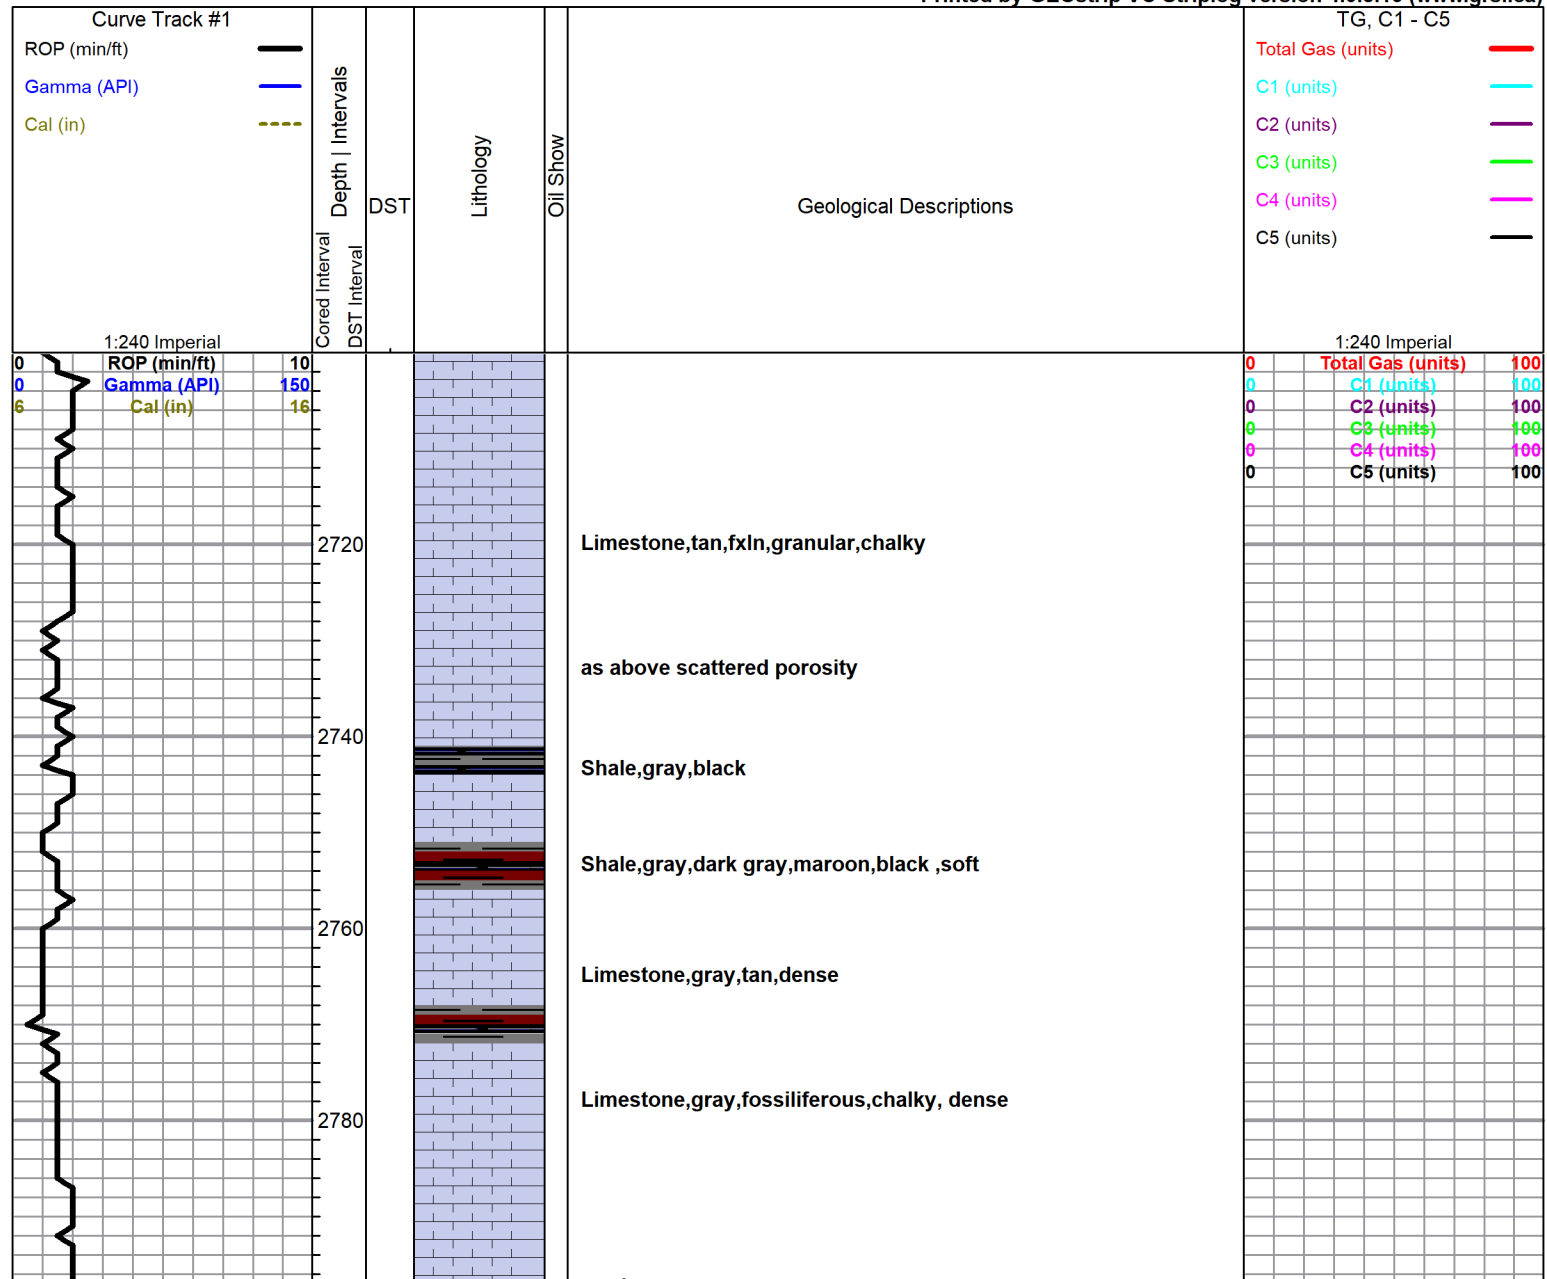 Curve Track #1
ROP (min/ft)
Gamma (API)
Cal (in)
1:240 Imperial
Depth | Intervals
Cored Interval
DST Interval
DST
Lithology
Oil Show
Geological Descriptions
TG, C1 - C5
Total Gas (units)
C1 (units)
C2 (units)
C3 (units)
C4 (units)
C5 (units)
1:240 Imperial
0 ROP (min/ft) 10
0 Gamma (API) 150
6 Cal (in) 16
0 Total Gas (units) 100
0 C1 (units) 100
0 C2 (units) 100
0 C3 (units) 100
0 C4 (units) 100
0 C5 (units) 100
2720
Limestone,tan,fxln,granular,chalky
as above scattered porosity
2740
Shale,gray,black
Shale,gray,dark gray,maroon,black ,soft
2760
Limestone,gray,tan,dense
Limestone,gray,fossiliferous,chalky, dense
2780